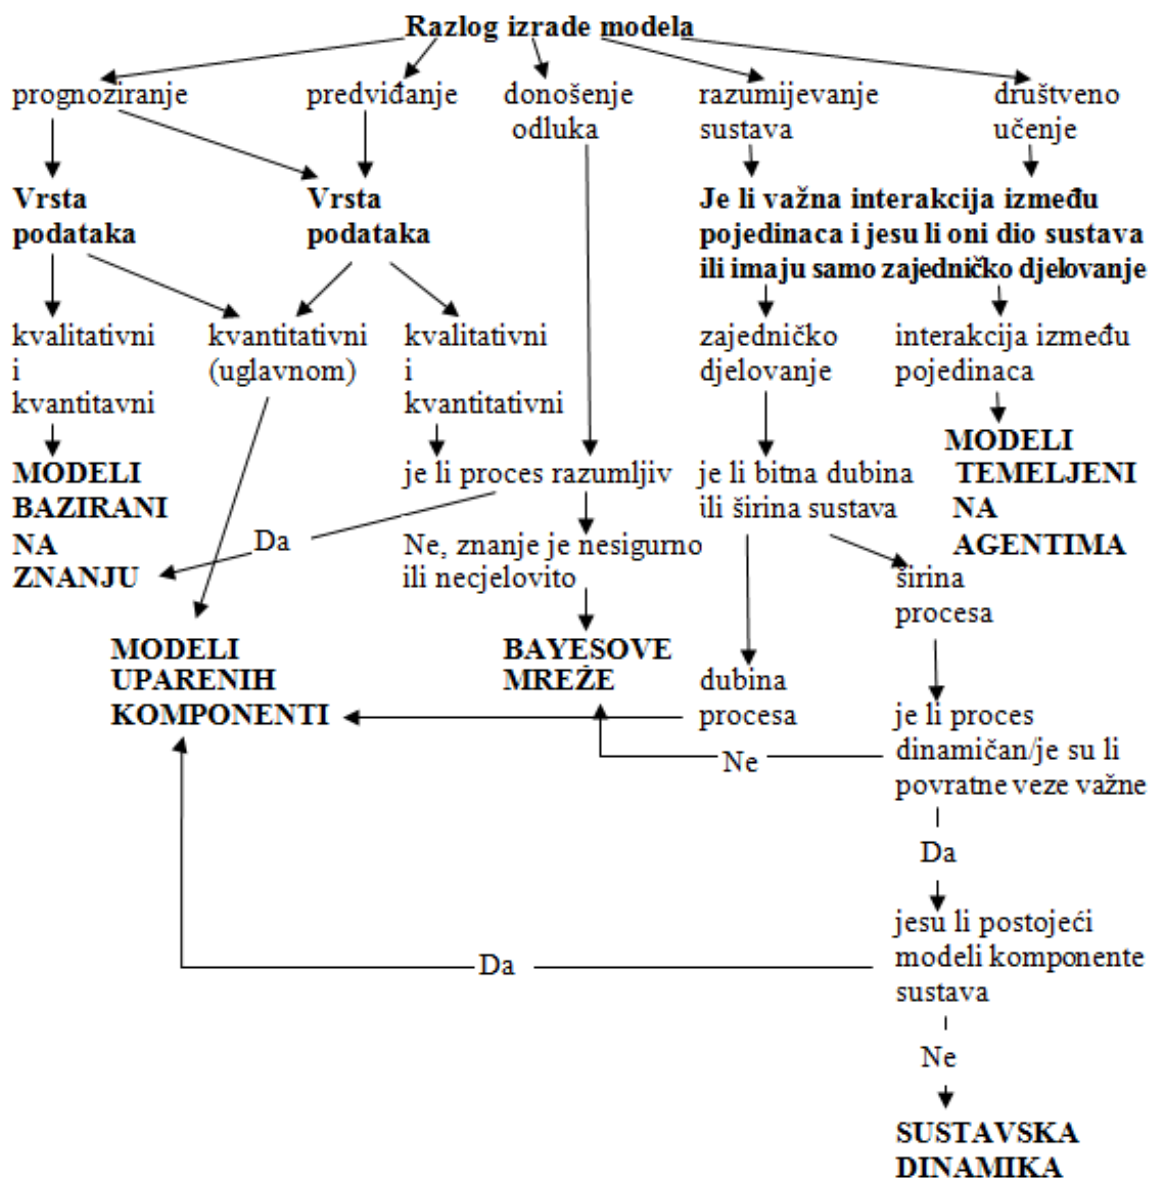 Razlog izrade modela
prognoziranje
predviđanje
donošenje
odluka
razumijevanje
sustava
društveno
učenje
Vrsta
podataka
Vrsta
podataka
Je li važna interakcija između
pojedinaca i jesu li oni dio sustava
ili imaju samo zajedničko djelovanje
kvalitativni
i
kvantitavni
kvantitativni
(uglavnom)
kvalitativni
i
kvantitativni
zajedničko
djelovanje
interakcija između
pojedinaca
MODELI
BAZIRANI
NA
ZNANJU
je li proces razumljiv
je li bitna dubina
ili širina sustava
MODELI
TEMELJENI
NA
AGENTIMA
Da
Ne, znanje je nesigurno
ili necjelovito
širina
procesa
MODELI
UPARENIH
KOMPONENTI
BAYESOVE
MREŽE
dubina
procesa
je li proces
dinamičan/je su li
povratne veze važne
Ne
Da
jesu li postojeći
modeli komponente
sustava
Da
Ne
SUSTAVSKA
DINAMIKA